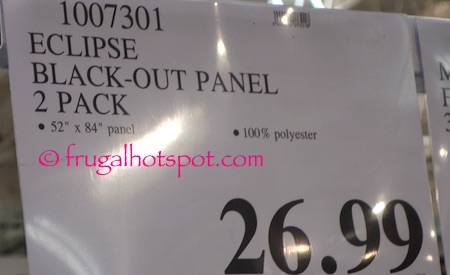 1007301
ECLIPSE
BLACK-OUT PANEL
2 PACK
• 52" x 84" panel • 100% polyester
© frugalhotspot.com
26.99